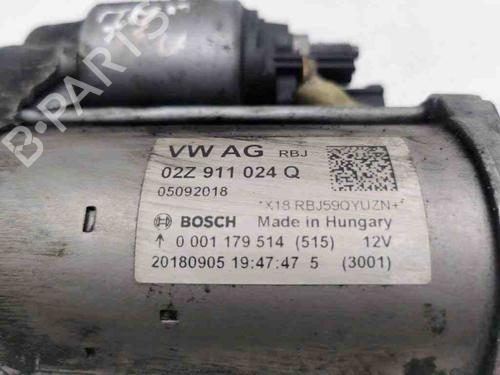 VW AG RBJ
02Z 911 024 Q
05092018
*X18 RBJ59QYUZN+*
BOSCH Made in Hungary
↑ 0 001 179 514 (515) 12V
20180905 19:47:47 5 (3001)
B-PARTS